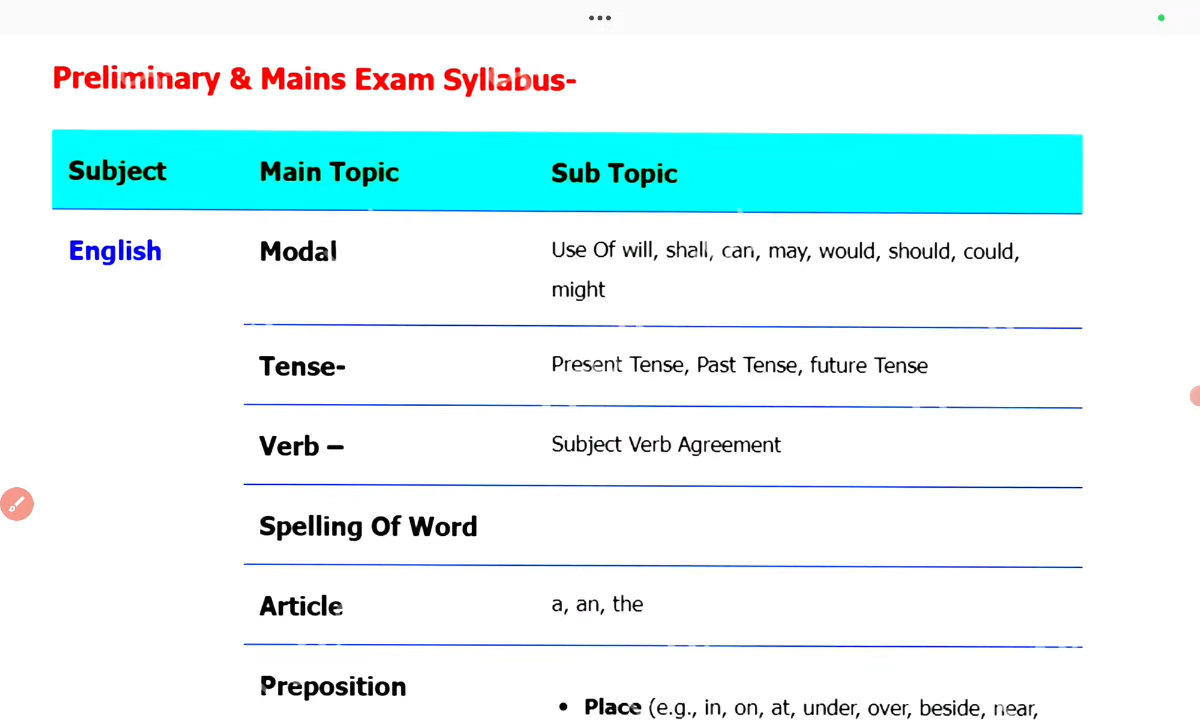 Preliminary & Mains Exam Syllabus-
Subject Main Topic Sub Topic
English Modal Use Of will, shall, can, may, would, should, could,
might
Tense- Present Tense, Past Tense, future Tense
Verb – Subject Verb Agreement
Spelling Of Word
Article a, an, the
Preposition
• Place (e.g., in, on, at, under, over, beside, near,